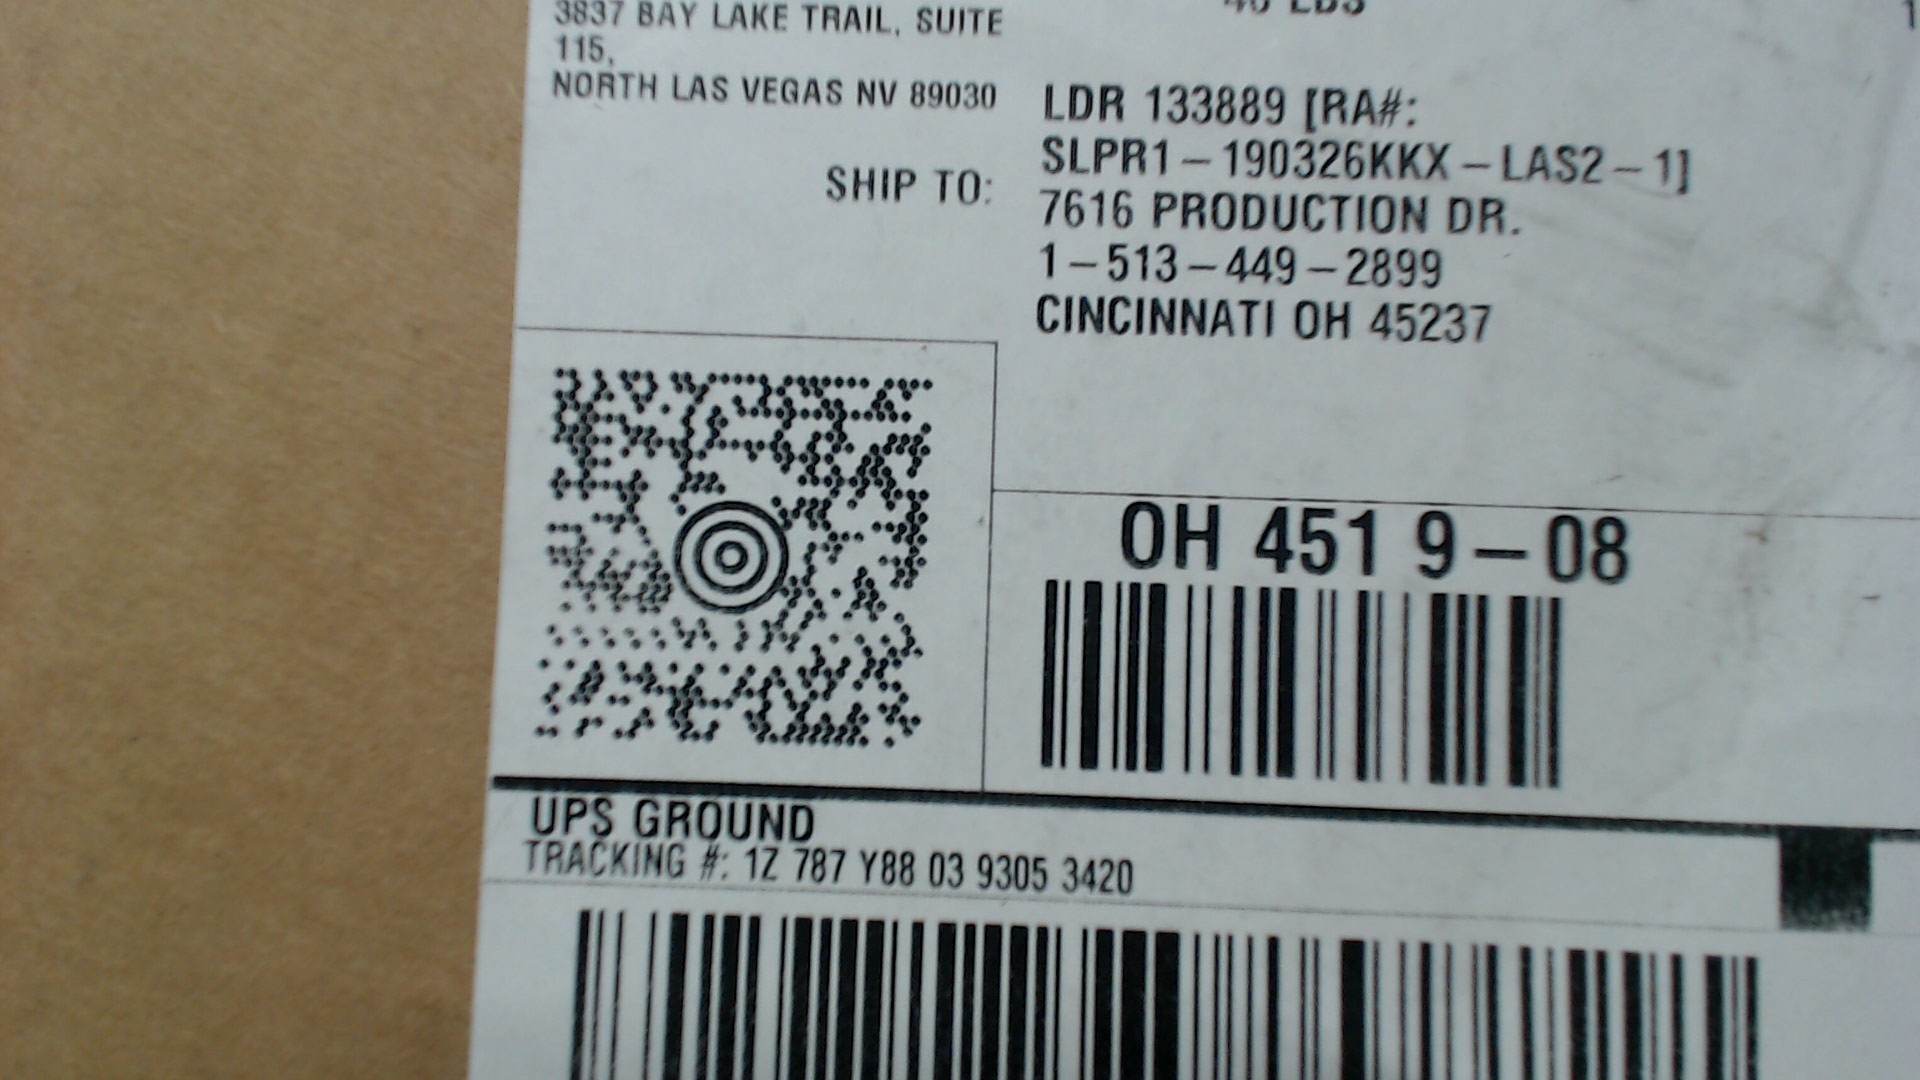 3837 BAY LAKE TRAIL, SUITE
115,
NORTH LAS VEGAS NV 89030
LBS
SHIP TO:
LDR 133889 [RA#:
SLPR1-190326KKX-LAS2-1]
7616 PRODUCTION DR.
1-513-449-2899
CINCINNATI OH 45237
OH 451 9-08
UPS GROUND
TRACKING #: 1Z 787 Y88 03 9305 3420